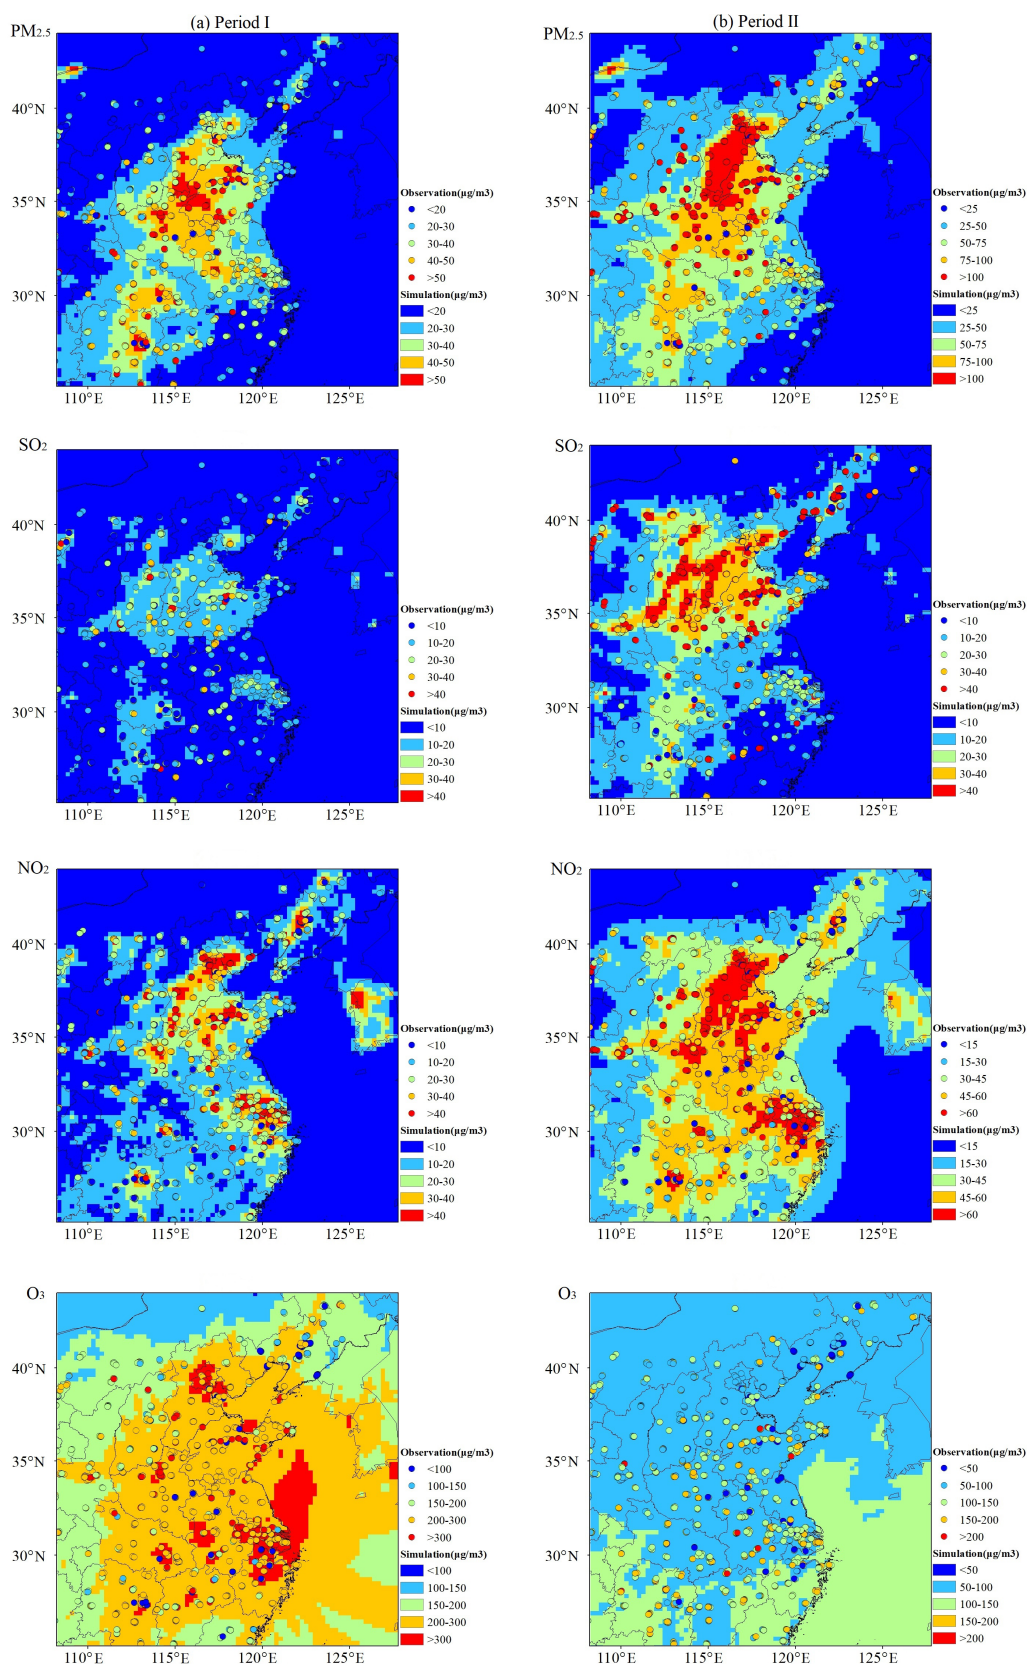 (a) Period I
(b) Period II
PM2.5
40°N
35°N
30°N
110°E 115°E 120°E 125°E
Observation(μg/m3)
<20
20-30
30-40
40-50
>50
Simulation(μg/m3)
<20
20-30
30-40
40-50
>50
PM2.5
40°N
35°N
30°N
110°E 115°E 120°E 125°E
Observation(μg/m3)
<25
25-50
50-75
75-100
>100
Simulation(μg/m3)
<25
25-50
50-75
75-100
>100
SO2
40°N
35°N
30°N
110°E 115°E 120°E 125°E
Observation(μg/m3)
<10
10-20
20-30
30-40
>40
Simulation(μg/m3)
<10
10-20
20-30
30-40
>40
SO2
40°N
35°N
30°N
110°E 115°E 120°E 125°E
Observation(μg/m3)
<10
10-20
20-30
30-40
>40
Simulation(μg/m3)
<10
10-20
20-30
30-40
>40
NO2
40°N
35°N
30°N
110°E 115°E 120°E 125°E
Observation(μg/m3)
<10
10-20
20-30
30-40
>40
Simulation(μg/m3)
<10
10-20
20-30
30-40
>40
NO2
40°N
35°N
30°N
110°E 115°E 120°E 125°E
Observation(μg/m3)
<15
15-30
30-45
45-60
>60
Simulation(μg/m3)
<15
15-30
30-45
45-60
>60
O3
40°N
35°N
30°N
110°E 115°E 120°E 125°E
Observation(μg/m3)
<100
100-150
150-200
200-300
>300
Simulation(μg/m3)
<100
100-150
150-200
200-300
>300
O3
40°N
35°N
30°N
110°E 115°E 120°E 125°E
Observation(μg/m3)
<50
50-100
100-150
150-200
>200
Simulation(μg/m3)
<50
50-100
100-150
150-200
>200